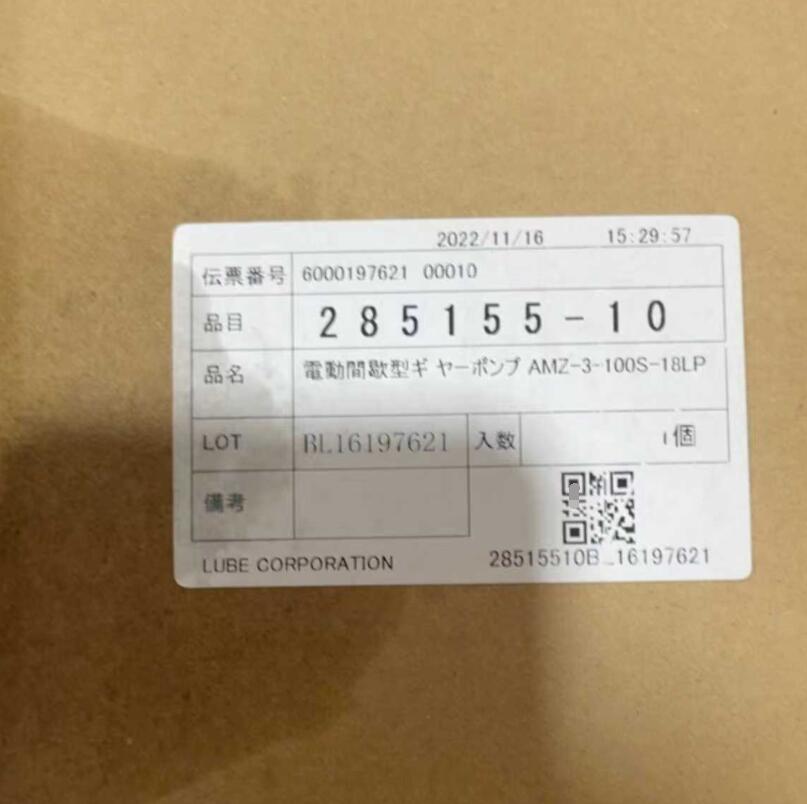 2022/11/16 15:29:57
伝票番号 6000197621 00010
品目 285155-10
品名 電動間歇型ギヤーポンプ AMZ-3-100S-18LP
LOT BL16197621 入数 1個
備考
LUBE CORPORATION 28515510B_16197621